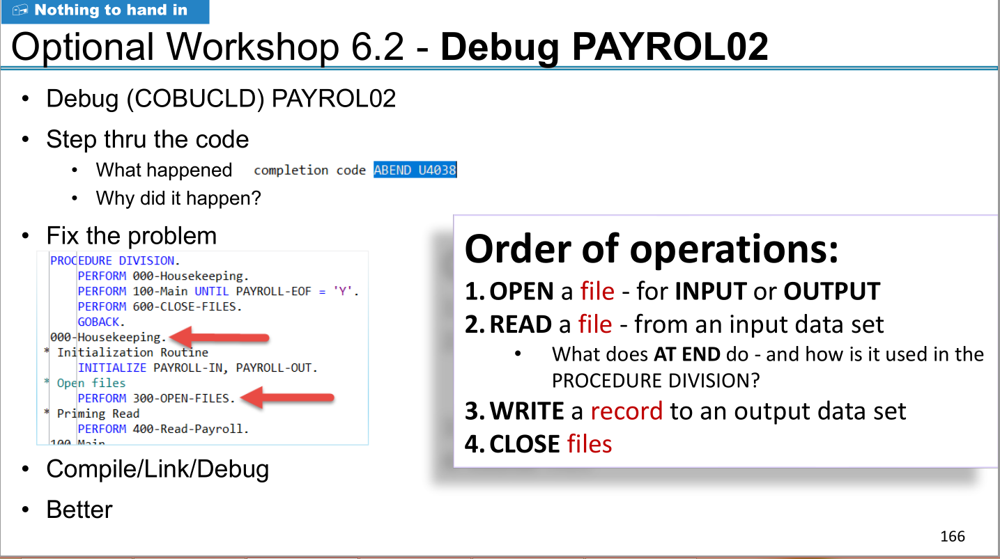 Nothing to hand in
Optional Workshop 6.2 - Debug PAYROL02
• Debug (COBUCLD) PAYROL02
• Step thru the code
• What happened completion code ABEND U4038
• Why did it happen?
• Fix the problem
PROCEDURE DIVISION.
PERFORM 000-Housekeeping.
PERFORM 100-Main UNTIL PAYROLL-EOF = 'Y'.
PERFORM 600-CLOSE-FILES.
GOBACK.
000-Housekeeping.
* Initialization Routine
INITIALIZE PAYROLL-IN, PAYROLL-OUT.
* Open files
PERFORM 300-OPEN-FILES.
* Priming Read
PERFORM 400-Read-Payroll.
100-Main.
• Compile/Link/Debug
• Better
Order of operations:
1. OPEN a file - for INPUT or OUTPUT
2. READ a file - from an input data set
• What does AT END do - and how is it used in the
PROCEDURE DIVISION?
3. WRITE a record to an output data set
4. CLOSE files
166